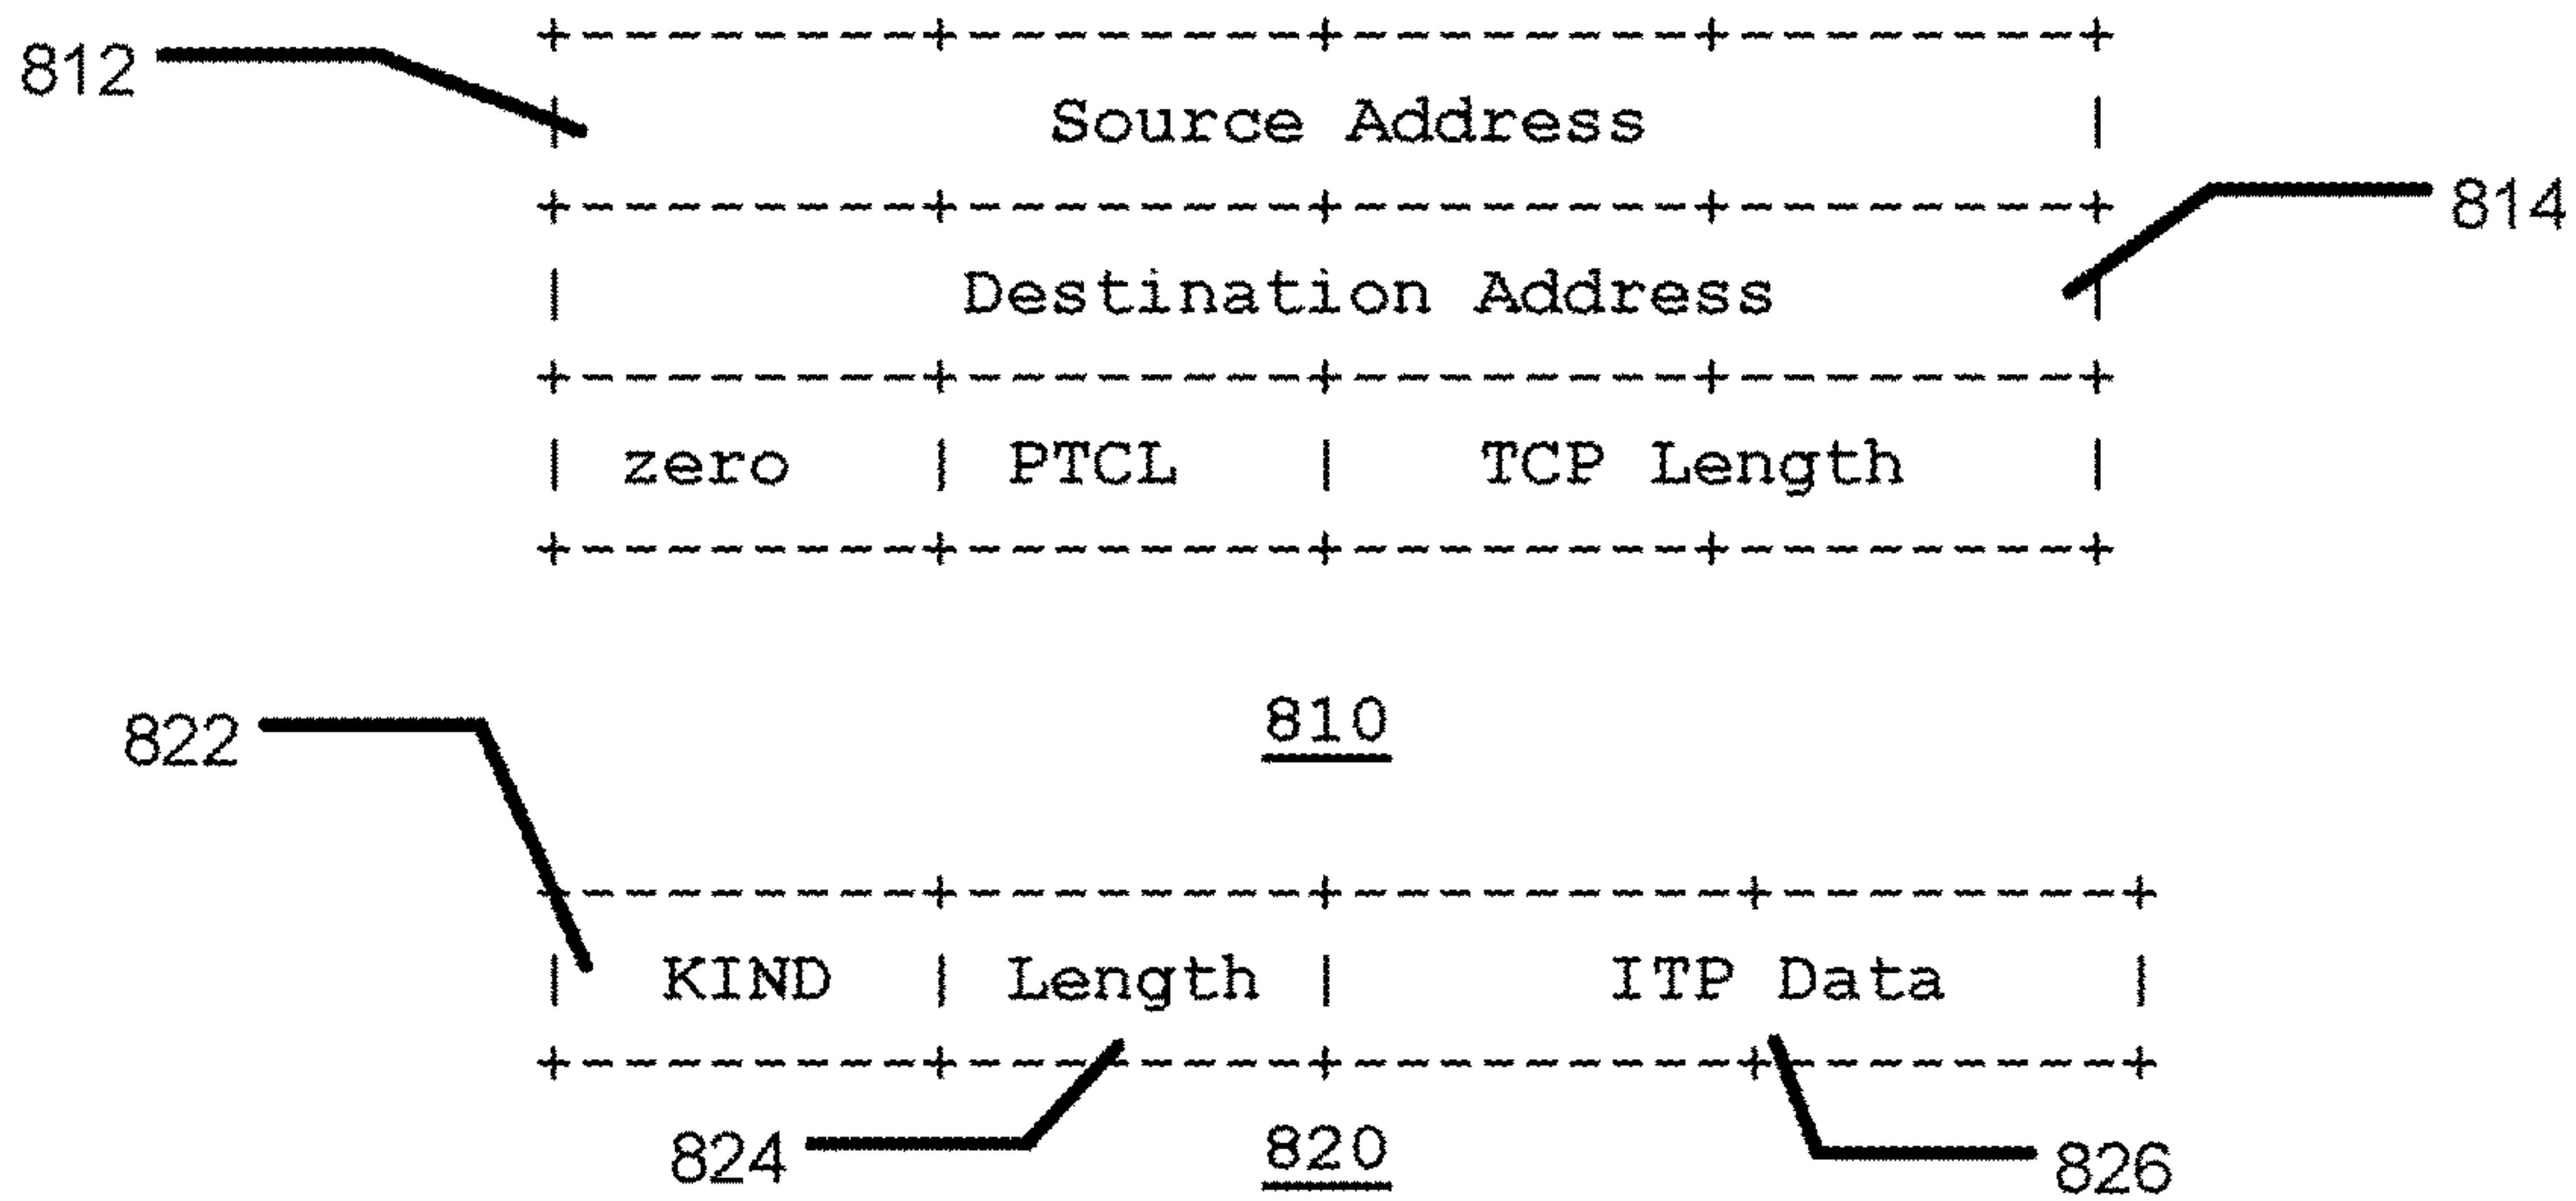 812
Source Address
814
Destination Address
zero PTCL TCP Length
810
822
KIND Length ITP Data
824 820 826